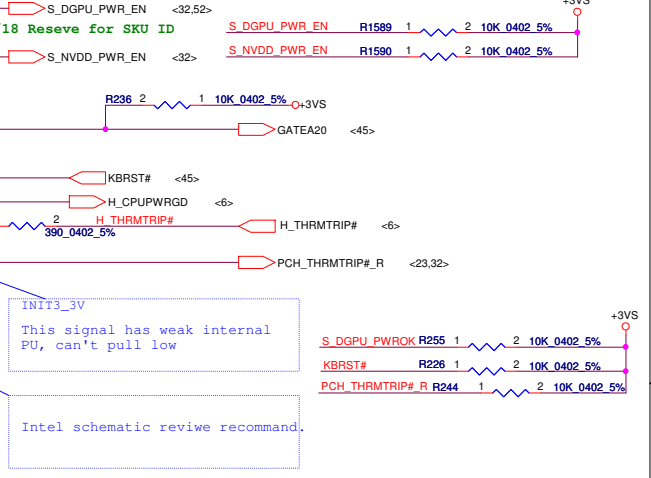 +3VS
S_DGPU_PWR_EN <32,52>
/18 Reseve for SKU ID
S_DGPU_PWR_EN R1589 1 2 10K_0402_5%
S_NVDD_PWR_EN <32>
S_NVDD_PWR_EN R1590 1 2 10K_0402_5%
R236 2 1 10K_0402_5% +3VS
GATEA20 <45>
KBRST# <45>
H_CPUPWRGD <6>
2 H_THRMTRIP# H_THRMTRIP# <6>
390_0402_5%
PCH_THRMTRIP#_R <23,32>
INIT3_3V
This signal has weak internal
PU, can't pull low
+3VS
S_DGPU_PWROK R255 1 2 10K_0402_5%
KBRST# R226 1 2 10K_0402_5%
PCH_THRMTRIP#_R R244 1 2 10K_0402_5%
Intel schematic reviwe recommand.